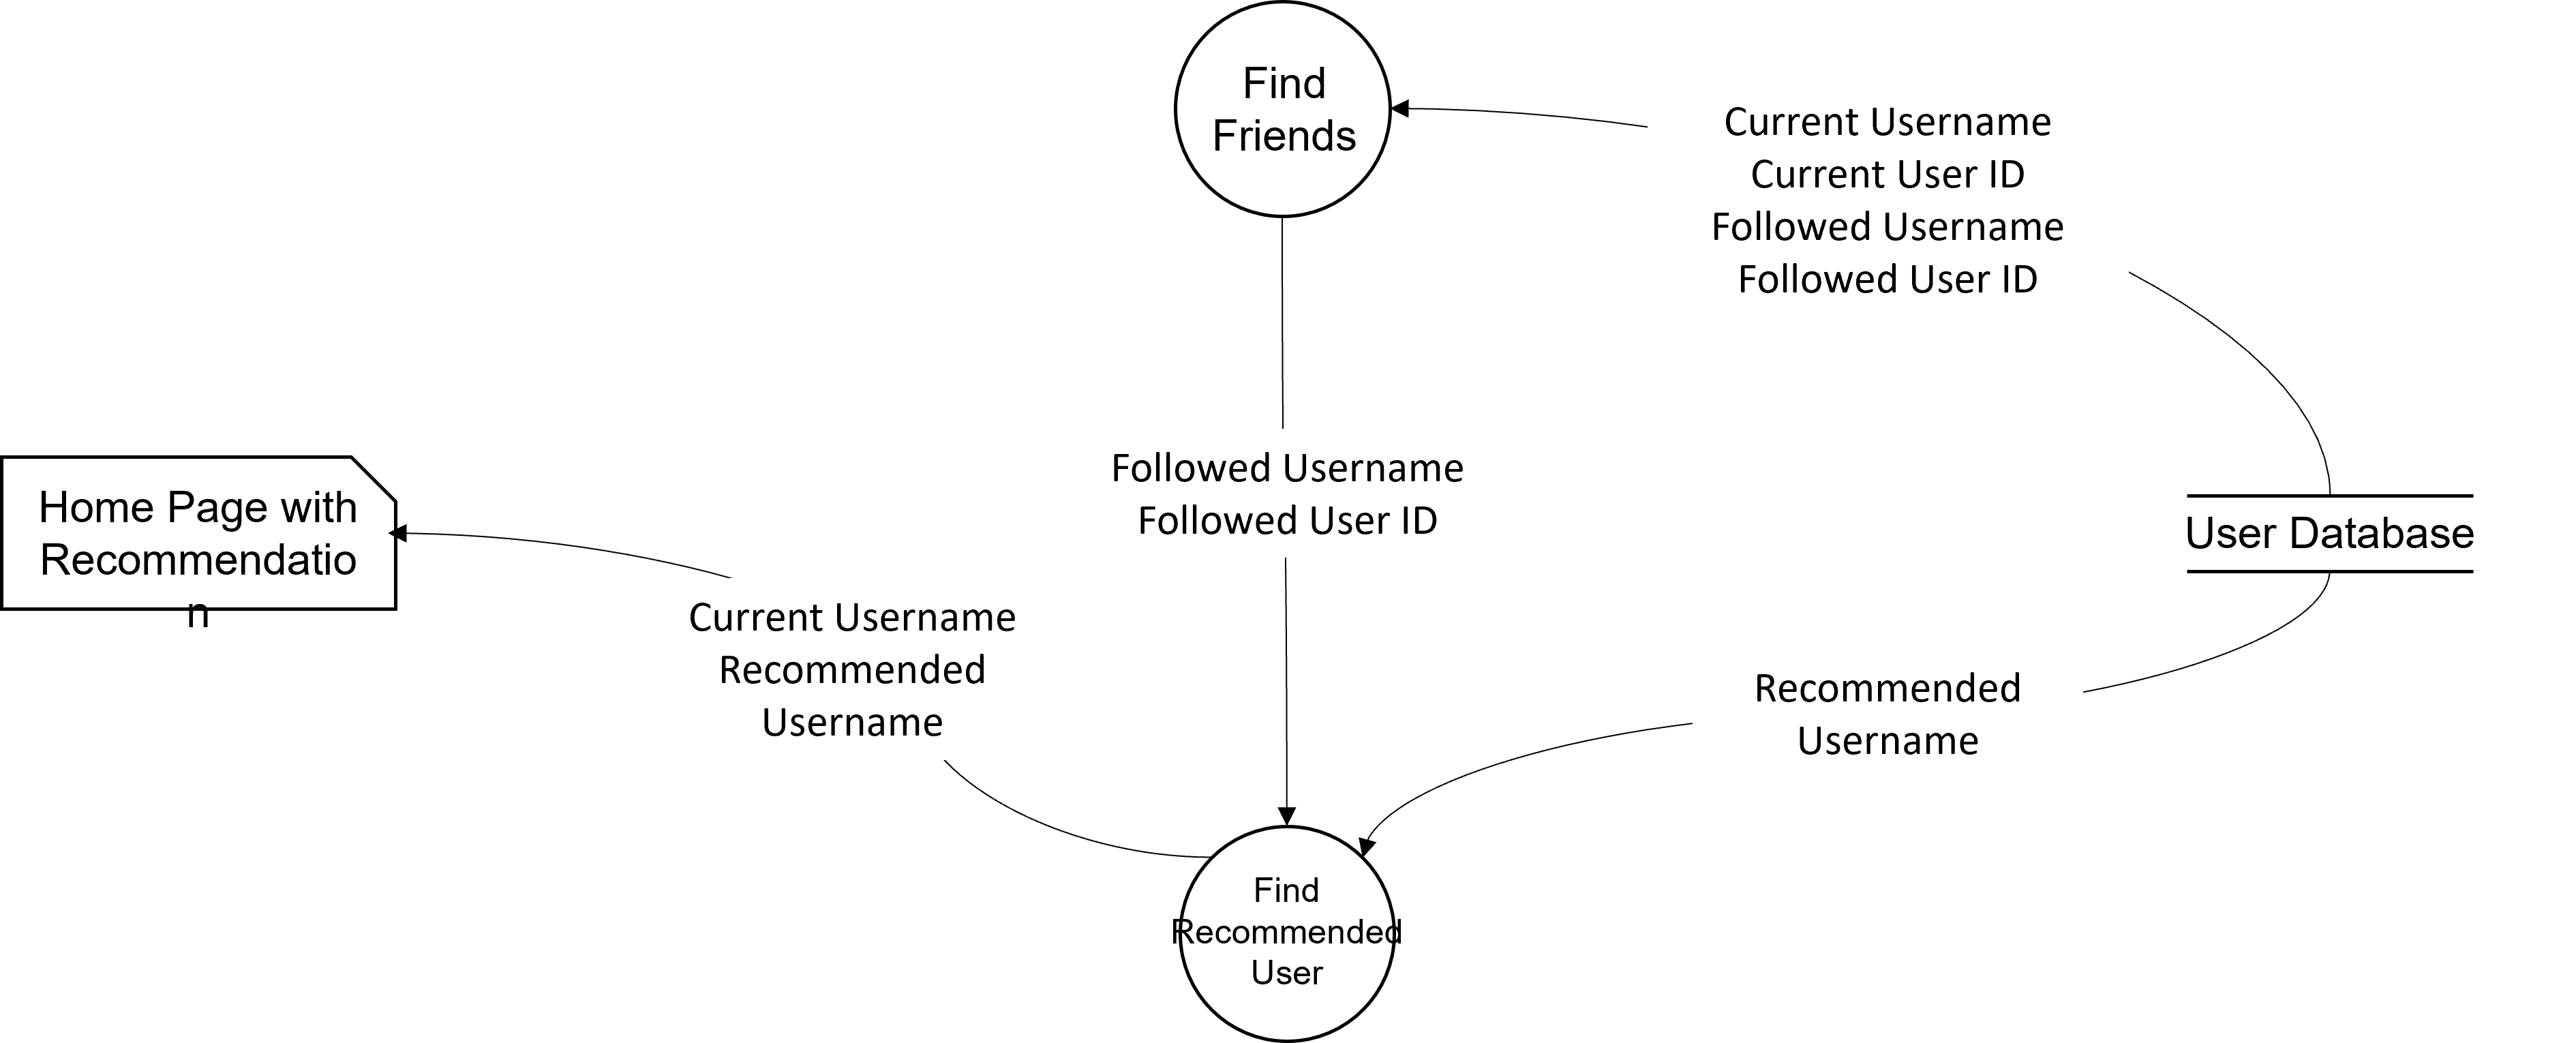 Find
Friends
Current Username
Current User ID
Followed Username
Followed User ID
Followed Username
Followed User ID
Home Page with
Recommendatio
n
User Database
Current Username
Recommended
Username
Recommended
Username
Find
Recommended
User